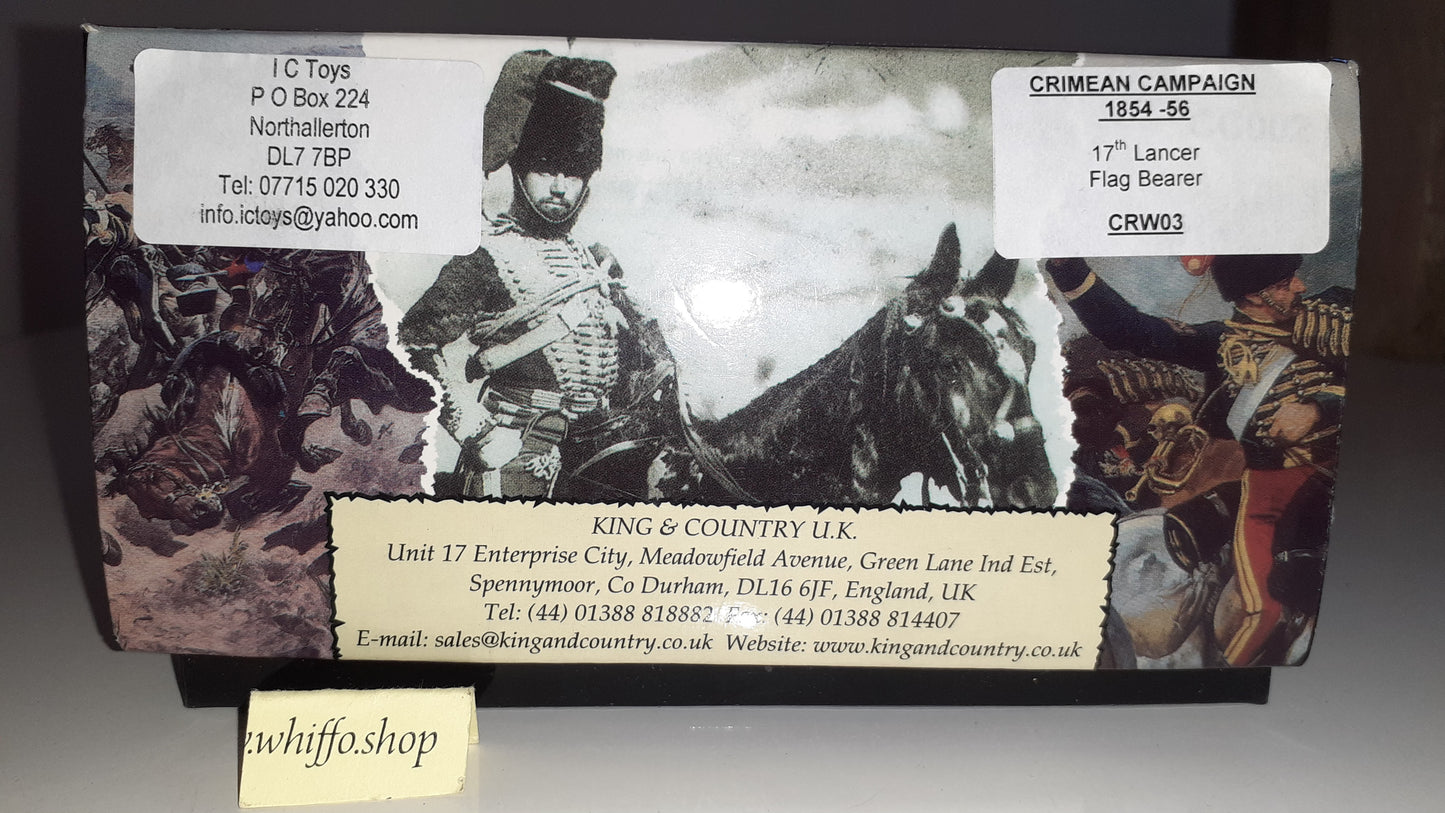 I C Toys
P O Box 224
Northallerton
DL7 7BP
Tel: 07715 020 330
info.ictoys@yahoo.com
CRIMEAN CAMPAIGN
1854 -56
17th Lancer
Flag Bearer
CRW03
KING & COUNTRY U.K.
Unit 17 Enterprise City, Meadowfield Avenue, Green Lane Ind Est,
Spennymoor, Co Durham, DL16 6JF, England, UK
Tel: (44) 01388 818882 Fax: (44) 01388 814407
E-mail: sales@kingandcountry.co.uk Website: www.kingandcountry.co.uk
.whiffo.shop